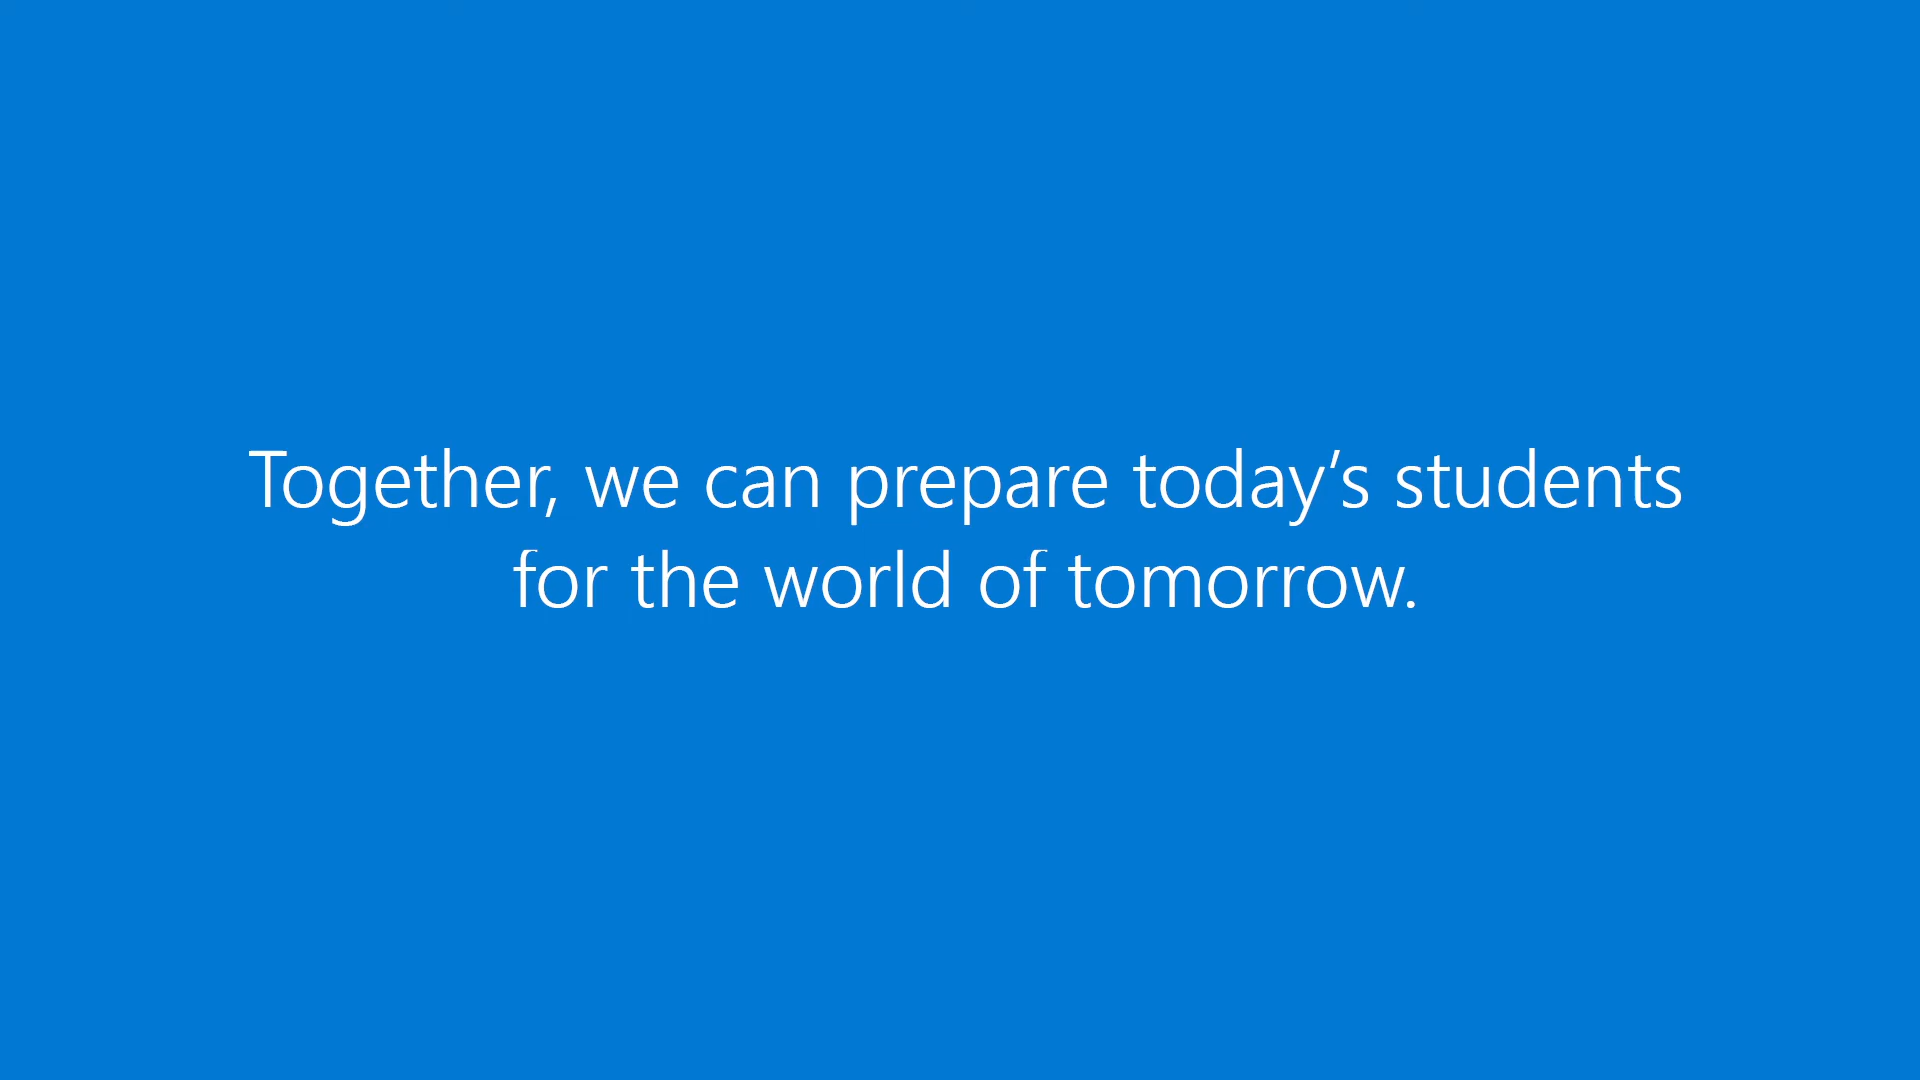 Together, we can prepare today’s students
for the world of tomorrow.